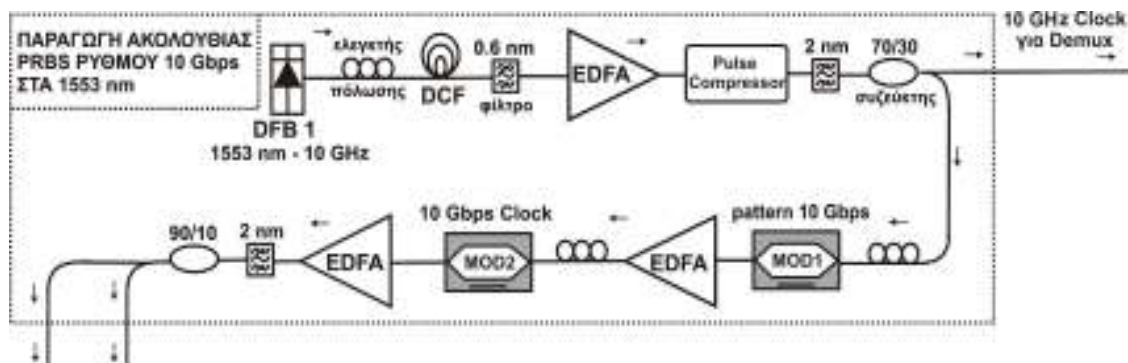 ΠΑΡΑΓΩΓΗ ΑΚΟΛΟΥΘΙΑΣ
PRBS ΡΥΘΜΟΥ 10 Gbps
ΣΤΑ 1553 nm
DFB 1
1553 nm - 10 GHz
ελεγετής
πόλωσης
DCF
0.6 nm
φίλτρο
EDFA
Pulse
Compressor
2 nm
70/30
συζεύκτης
10 GHz Clock
για Demux
90/10
2 nm
EDFA
10 Gbps Clock
MOD2
EDFA
pattern 10 Gbps
MOD1